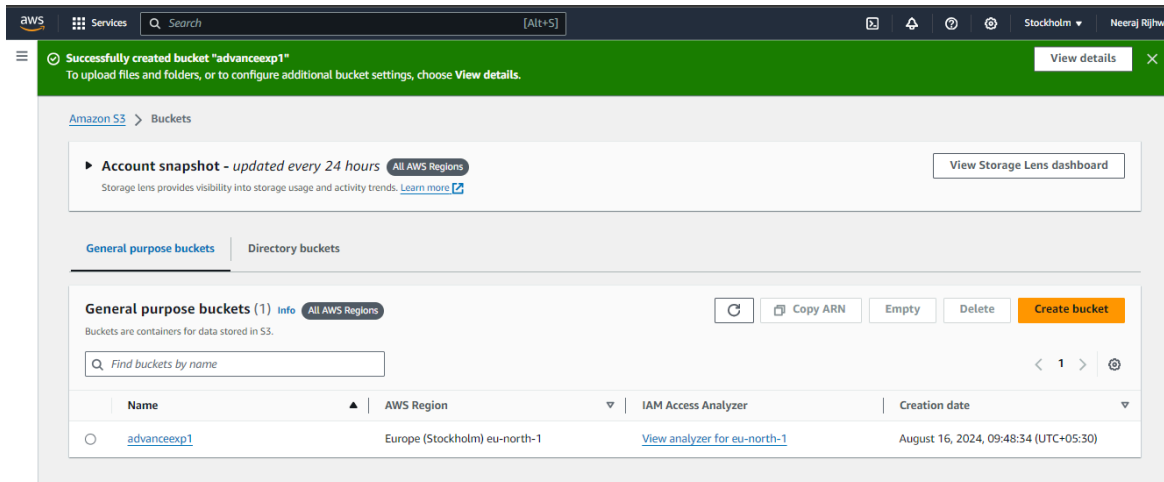 aws Services Search [Alt+S] Stockholm Neeraj Rijhw
Successfully created bucket "advanceexp1" View details
To upload files and folders, or to configure additional bucket settings, choose View details.
Amazon S3 > Buckets
Account snapshot - updated every 24 hours All AWS Regions View Storage Lens dashboard
Storage lens provides visibility into storage usage and activity trends. Learn more
General purpose buckets Directory buckets
General purpose buckets (1) Info All AWS Regions Copy ARN Empty Delete Create bucket
Buckets are containers for data stored in S3.
Find buckets by name < 1 >
Name AWS Region IAM Access Analyzer Creation date
advanceexp1 Europe (Stockholm) eu-north-1 View analyzer for eu-north-1 August 16, 2024, 09:48:34 (UTC+05:30)